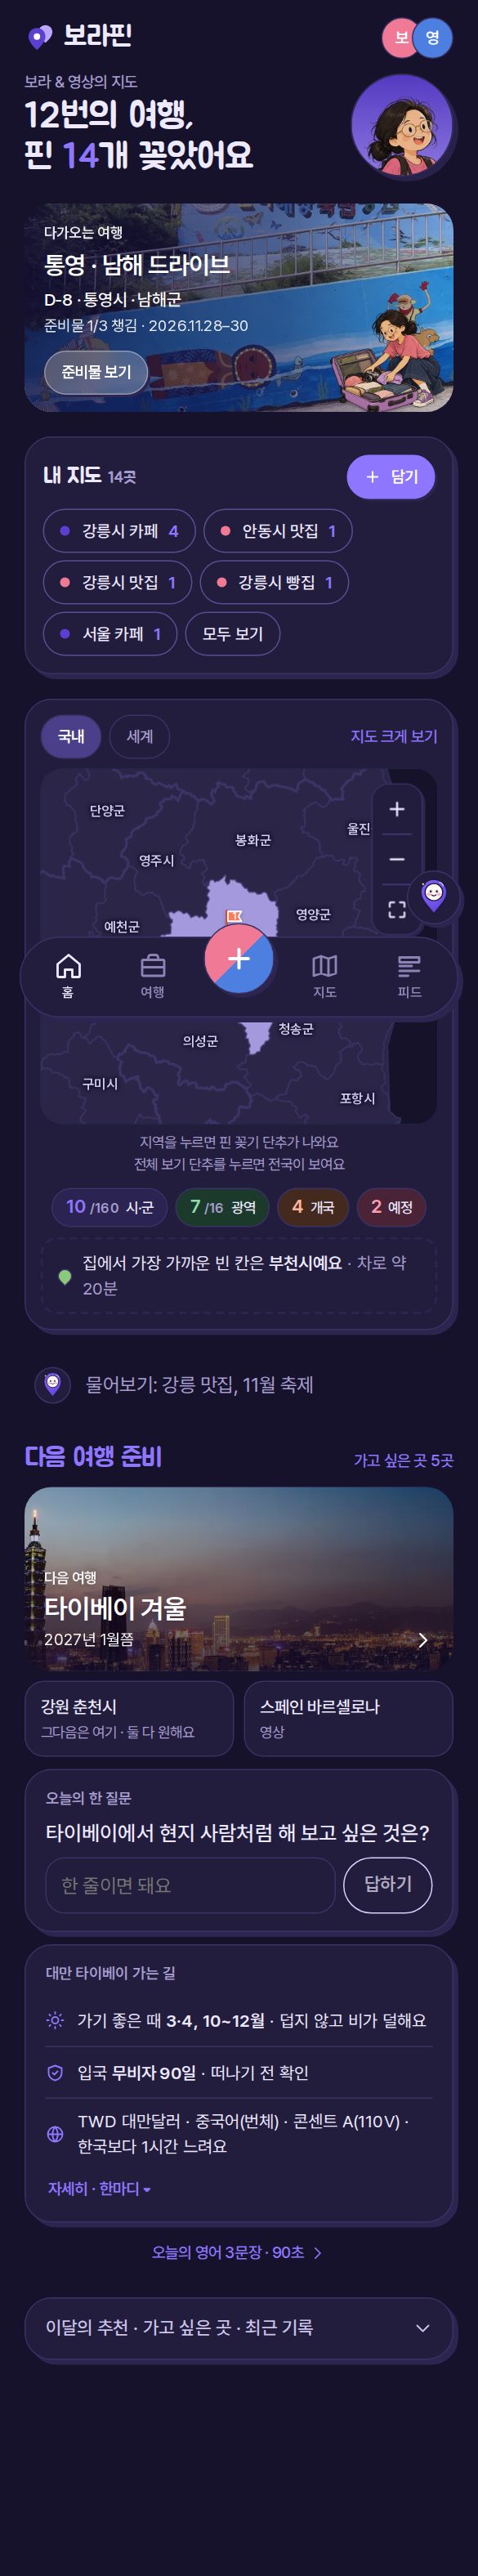 보라핀
보 영
보라 & 영상의 지도
12번의 여행,
핀 14개 꽂았어요
다가오는 여행
통영 · 남해 드라이브
D-8 · 통영시 · 남해군
준비물 1/3 챙김 · 2026.11.28–30
준비물 보기
내 지도 14곳
+ 담기
강릉시 카페 4
안동시 맛집 1
강릉시 맛집 1
강릉시 빵집 1
서울 카페 1
모두 보기
국내
세계
지도 크게 보기
단양군
울진
봉화군
영주시
영양군
예천군
홈
여행
지도
피드
청송군
의성군
구미시
포항시
지역을 누르면 핀 꽂기 단추가 나와요
전체 보기 단추를 누르면 전국이 보여요
10 /160 시·군
7 /16 광역
4 개국
2 예정
집에서 가장 가까운 빈 칸은 부천시예요 · 차로 약
20분
물어보기: 강릉 맛집, 11월 축제
다음 여행 준비
가고 싶은 곳 5곳
다음 여행
타이베이 겨울
2027년 1월쯤
강원 춘천시
그다음은 여기 · 둘 다 원해요
스페인 바르셀로나
영상
오늘의 한 질문
타이베이에서 현지 사람처럼 해 보고 싶은 것은?
한 줄이면 돼요
답하기
대만 타이베이 가는 길
가기 좋은 때 3·4, 10~12월 · 덥지 않고 비가 덜해요
입국 무비자 90일 · 떠나기 전 확인
TWD 대만달러 · 중국어(번체) · 콘센트 A(110V) ·
한국보다 1시간 느려요
자세히 · 한마디
오늘의 영어 3문장 · 90초
이달의 추천 · 가고 싶은 곳 · 최근 기록